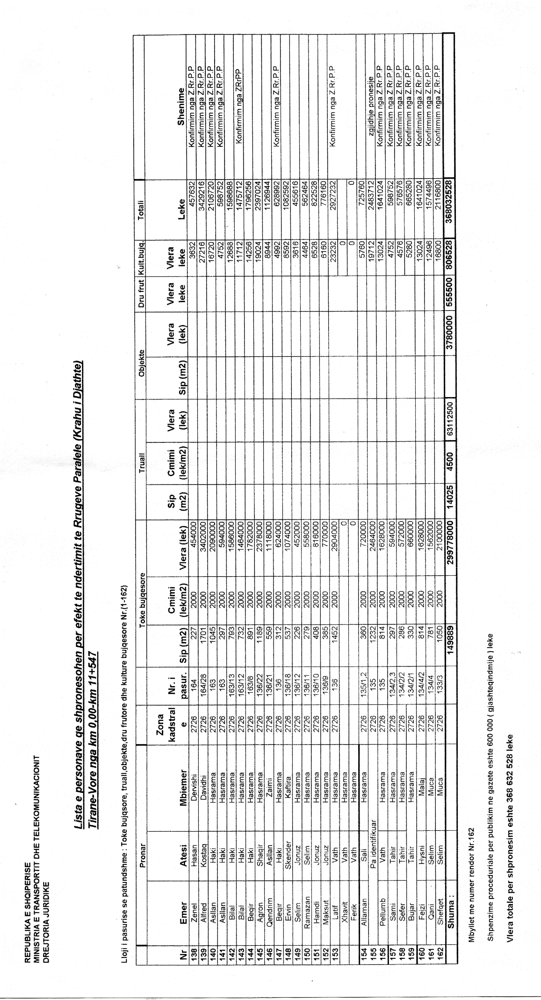 REPUBLIKA E SHQIPERISE
MINISTRIA E TRANSPORTIT DHE TELEKOMUNIKACIONIT
DREJTORIA JURIDIKE
Lista e personave qe shpronesohen per efekt te ndertimit te Rrugeve Paralele (Krahu i Djathte)
Tirane-Vore nga km 0,00-km 11+547
Lloji i pasurise se patundshme : Toke bujqsore, truall,objekte,dru frutore dhe kulture bujqesore Nr.(1-162)
Pronar Toke bujqesore Truall Objekte Dru frut Kult.bujq. Totali
Nr Emer Atesi Mbiemer Zona kadstrale Nr. i pasur. Sip (m2) Cmimi (lek/m2) Vlera (lek) Sip (m2) Cmimi (lek/m2) Vlera (lek) Sip (m2) Vlera (lek) Vlera leke Vlera leke Leke Shenime
138 Zenel Hasan Dervishi 2726 164 227 2000 454000 3632 457632 Konfirmim nga Z.Rr.P.P
139 Alfred Kostaq Davidhi 2726 164/28 1701 2000 3402000 27216 3429216 Konfirmim nga Z.Rr.P.P
140 Asllan Haki Hasrama 2726 163 1045 2000 2090000 16720 2106720 Konfirmim nga Z.Rr.P.P
141 Asllan Haki Hasrama 2726 163 297 2000 594000 4752 598752 Konfirmim nga Z.Rr.P.P
142 Bilal Haki Hasrama 2726 163/13 793 2000 1586000 12688 1598688
143 Bilal Haki Hasrama 2726 163/12 732 2000 1464000 11712 1475712 Konfirmim nga ZRrPP
144 Beqir Haki Hasrama 2726 163/8 891 2000 1782000 14256 1796256
145 Agron Shaqir Hasrama 2726 136/22 1189 2000 2378000 19024 2397024
146 Qendrim Asllan Zaimi 2726 136/21 559 2000 1118000 8944 1126944
147 Beqir Haki Hasrama 2726 136 312 2000 624000 4992 628992 Konfirmim nga Z.Rr.P.P
148 Ervin Skender Kaftira 2726 136/18 537 2000 1074000 8592 1082592
149 Selim Jonuz Hasrama 2726 136/12 226 2000 452000 3616 455616
150 Ramazan Selim Hasrama 2726 136/11 279 2000 558000 4464 562464
151 Hamdi Jonuz Hasrama 2726 136/10 408 2000 816000 6528 822528
152 Maksut Jonuz Hasrama 2726 136/9 385 2000 770000 6160 776160
153 Latif Vath Hasrama 2726 136 1452 2000 2904000 23232 2927232 Konfirmim nga Z.Rr.P.P
Xhavit Vath Hasrama 0 0
Ferik Vath Hasrama 0 0 0
154 Allaman Sali Hasrama 2726 135/1,2 360 2000 720000 5760 725760
155 Pa identifikuar 2726 135 1232 2000 2464000 19712 2483712 zgjidhje pronesije
156 Pellumb Vath Hasrama 2726 135 814 2000 1628000 13024 1641024 Konfirmim nga Z.Rr.P.P
157 Sami Tahir Hasrama 2726 134/2,3 297 2000 594000 4752 598752 Konfirmim nga Z.Rr.P.P
158 Sefer Tahir Hasrama 2726 134/2/2 286 2000 572000 4576 576576 Konfirmim nga Z.Rr.P.P
159 Bujar Tahir Hasrama 2726 134/2/1 330 2000 660000 5280 665280 Konfirmim nga Z.Rr.P.P
160 Fejzi Hysni Malaj 2726 134/4/2 814 2000 1628000 13024 1641024 Konfirmim nga Z.Rr.P.P
161 Qani Selim Muca 2726 134/4 781 2000 1562000 12496 1574496 Konfirmim nga Z.Rr.P.P
162 Shefqet Selim Muca 2726 133/3 1050 2000 2100000 16800 2116800 Konfirmim nga Z.Rr.P.P
Shuma : 149889 299778000 14025 4500 63112500 3780000 555500 806528 368032528
Mbyllet me numer rendor Nr.162
Shpenzime proceduriale per publikim ne gazete eshte 600 000 ( gjashteqindmije ) leke
Vlera totale per shpronesim eshte 368 632 528 leke